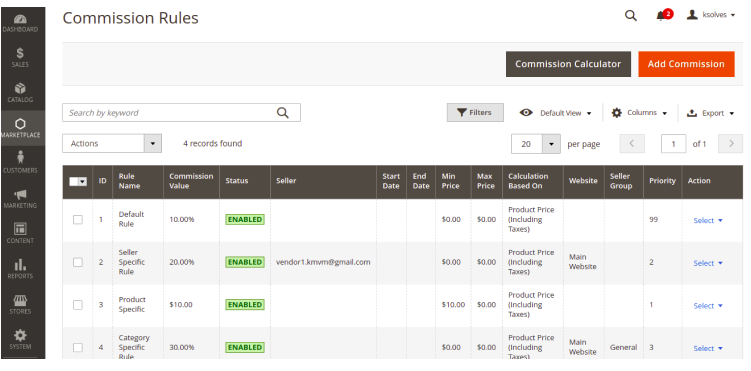 Commission Rules
2
ksolves
DASHBOARD
SALES
CATALOG
MARKETPLACE
CUSTOMERS
MARKETING
CONTENT
REPORTS
STORES
SYSTEM
Commission Calculator
Add Commission
Search by keyword
Filters
Default View
Columns
Export
Actions
4 records found
20
per page
1
of 1
ID
Rule
Name
Commission
Value
Status
Seller
Start
Date
End
Date
Min
Price
Max
Price
Calculation
Based On
Website
Seller
Group
Priority
Action
1
Default
Rule
10.00%
ENABLED
$0.00
$0.00
Product Price
(Including
Taxes)
99
Select
2
Seller
Specific
Rule
20.00%
ENABLED
vendor1.kmvm@gmail.com
$0.00
$0.00
Product Price
(Including
Taxes)
Main
Website
2
Select
3
Product
Specific
$10.00
ENABLED
$10.00
$0.00
Product Price
(Including
Taxes)
1
Select
4
Category
Specific
Rule
30.00%
ENABLED
$0.00
$0.00
Product Price
(Including
Taxes)
Main
Website
General
3
Select